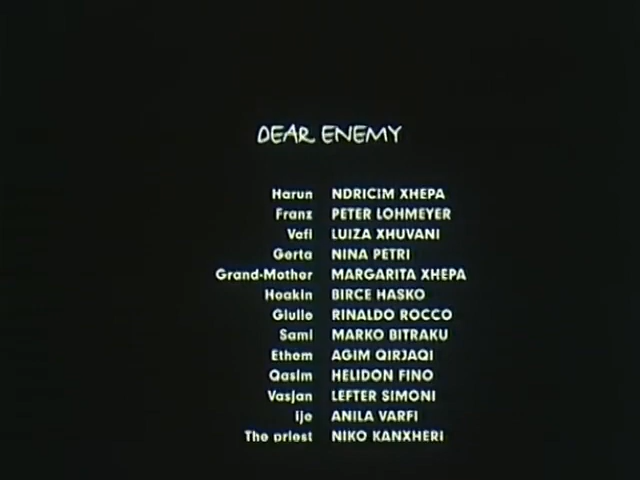 DEAR ENEMY
Harun NDRICIM XHEPA
Franz PETER LOHMEYER
Vefi LUIZA XHUVANI
Gerta NINA PETRI
Grand-Mother MARGARITA XHEPA
Hoakin BIRCE HASKO
Giulio RINALDO ROCCO
Sami MARKO BITRAKU
Ethem AGIM QIRJAQI
Qasim HELIDON FINO
Vasjan LEFTER SIMONI
Ije ANILA VARFI
The priest NIKO KANXHERI